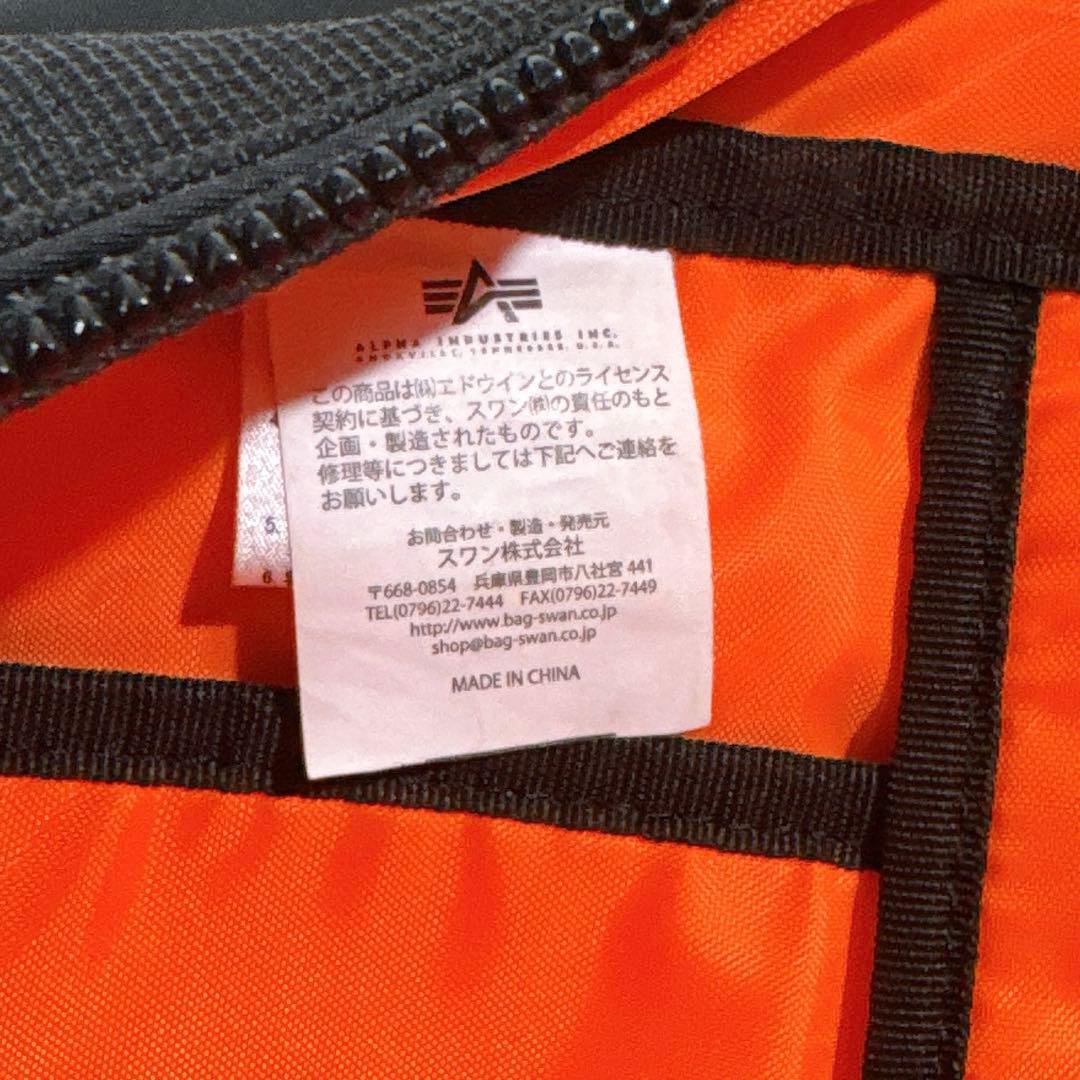 ALPHA INDUSTRIES INC.
KNOXVILLE, TENNESSEE, U.S.A.
この商品は㈱エドウインとのライセンス
契約に基づき、スワン㈱の責任のもと
企画・製造されたものです。
修理等につきましては下記へご連絡を
お願いします。
お問合わせ・製造・発売元
スワン株式会社
〒668-0854 兵庫県豊岡市八社宮 441
TEL(0796)22-7444 FAX(0796)22-7449
http://www.bag-swan.co.jp
shop@bag-swan.co.jp
MADE IN CHINA
5.
6